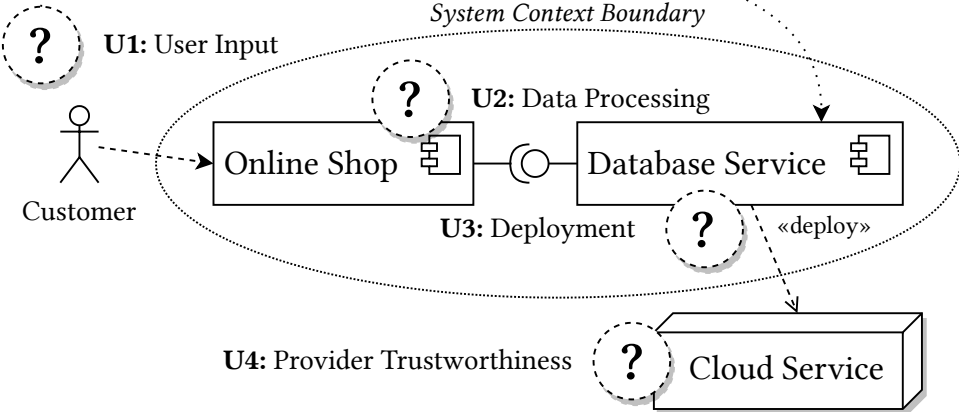 System Context Boundary
?
U1: User Input
?
U2: Data Processing
Online Shop
Database Service
Customer
U3: Deployment
?
«deploy»
U4: Provider Trustworthiness
?
Cloud Service